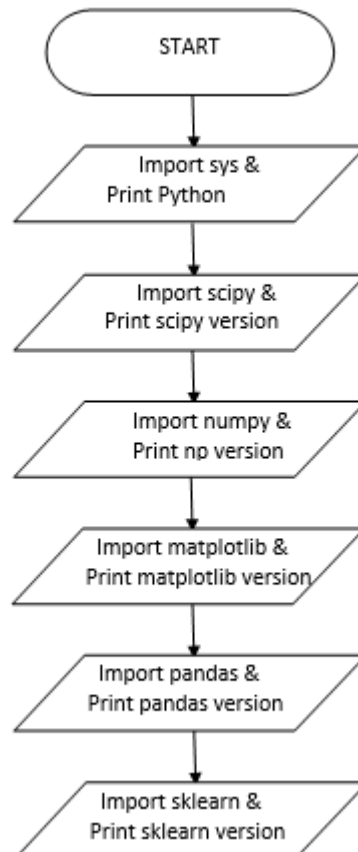 START
Import sys &
Print Python
Import scipy &
Print scipy version
Import numpy &
Print np version
Import matplotlib &
Print matplotlib version
Import pandas &
Print pandas version
Import sklearn &
Print sklearn version